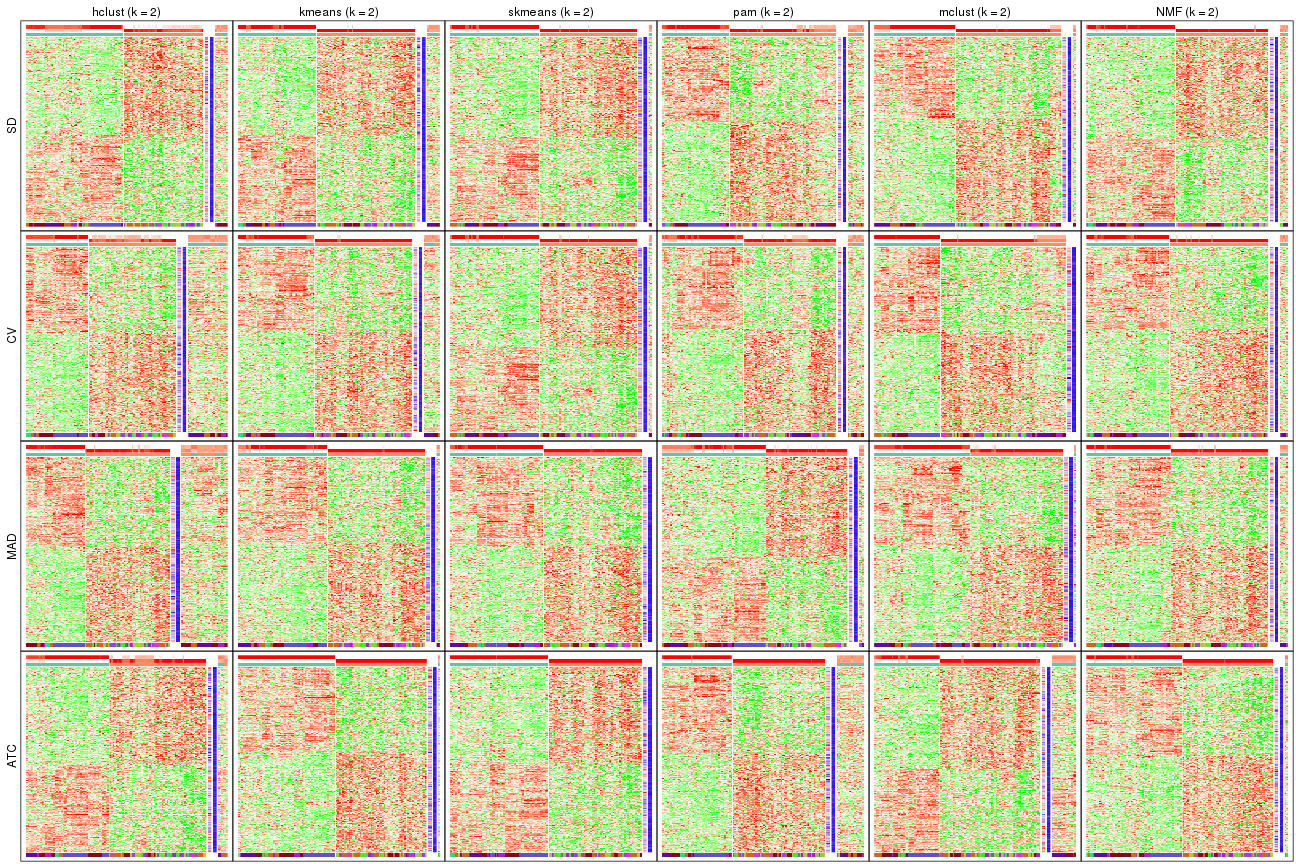 hclust (k = 2) kmeans (k = 2) skmeans (k = 2) pam (k = 2) mclust (k = 2) NMF (k = 2)
SD
CV
MAD
ATC